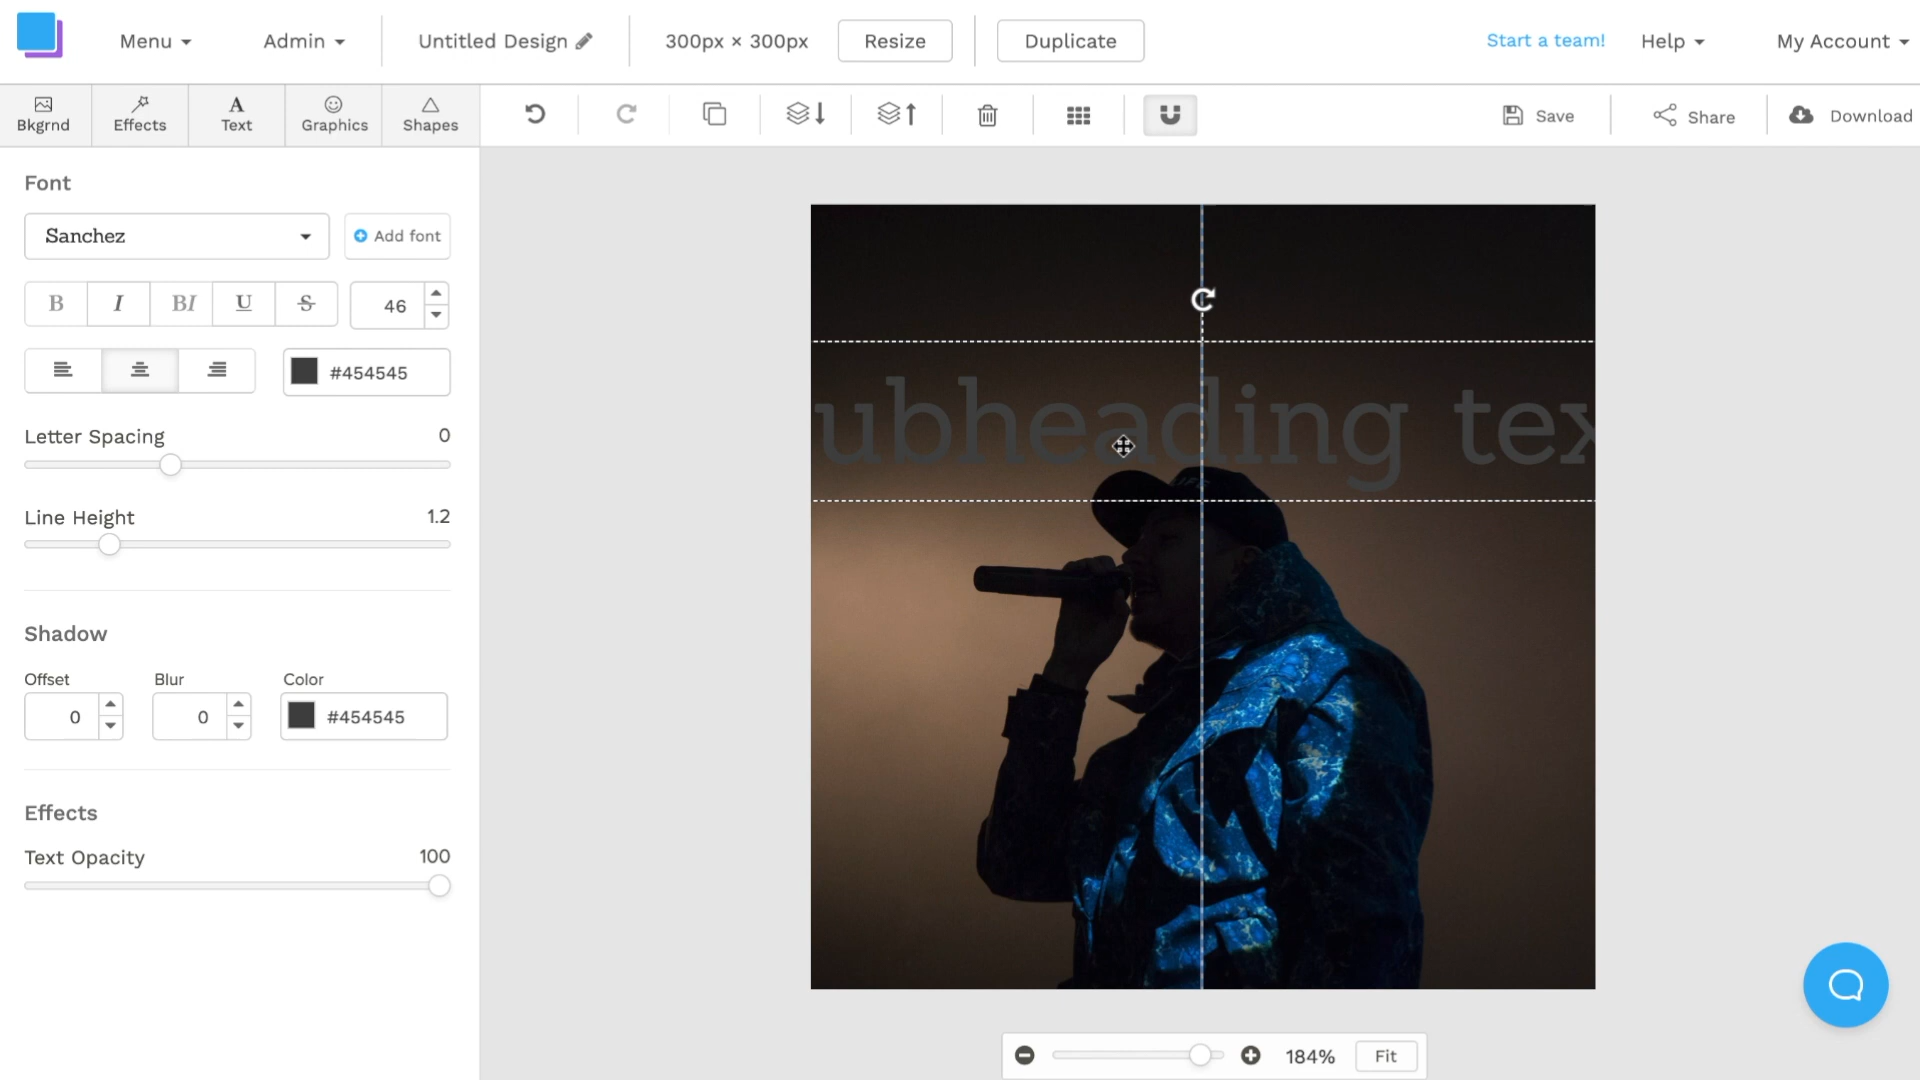 Menu
Admin
Untitled Design
300px × 300px
Resize
Duplicate
Start a team!
Help
My Account
Bkgrnd
Effects
Text
Graphics
Shapes
Save
Share
Download
Font
Sanchez
Add font
B
I
BI
U
S
46
#454545
Letter Spacing
0
Line Height
1.2
Shadow
Offset
Blur
Color
0
0
#454545
Effects
Text Opacity
100
ubheading tex
184%
Fit